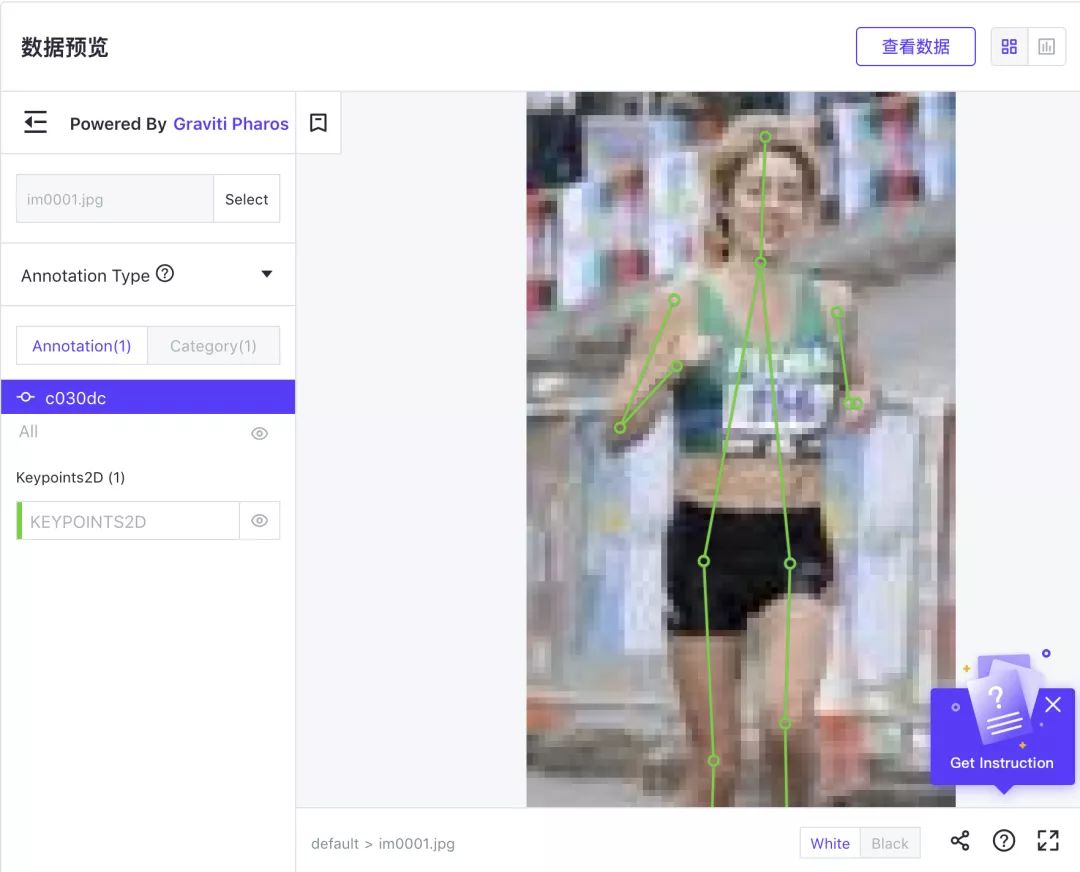 数据预览
查看数据
Powered By Graviti Pharos
im0001.jpg
Select
Annotation Type
Annotation(1)
Category(1)
c030dc
All
Keypoints2D (1)
KEYPOINTS2D
?
Get Instruction
default > im0001.jpg
White
Black